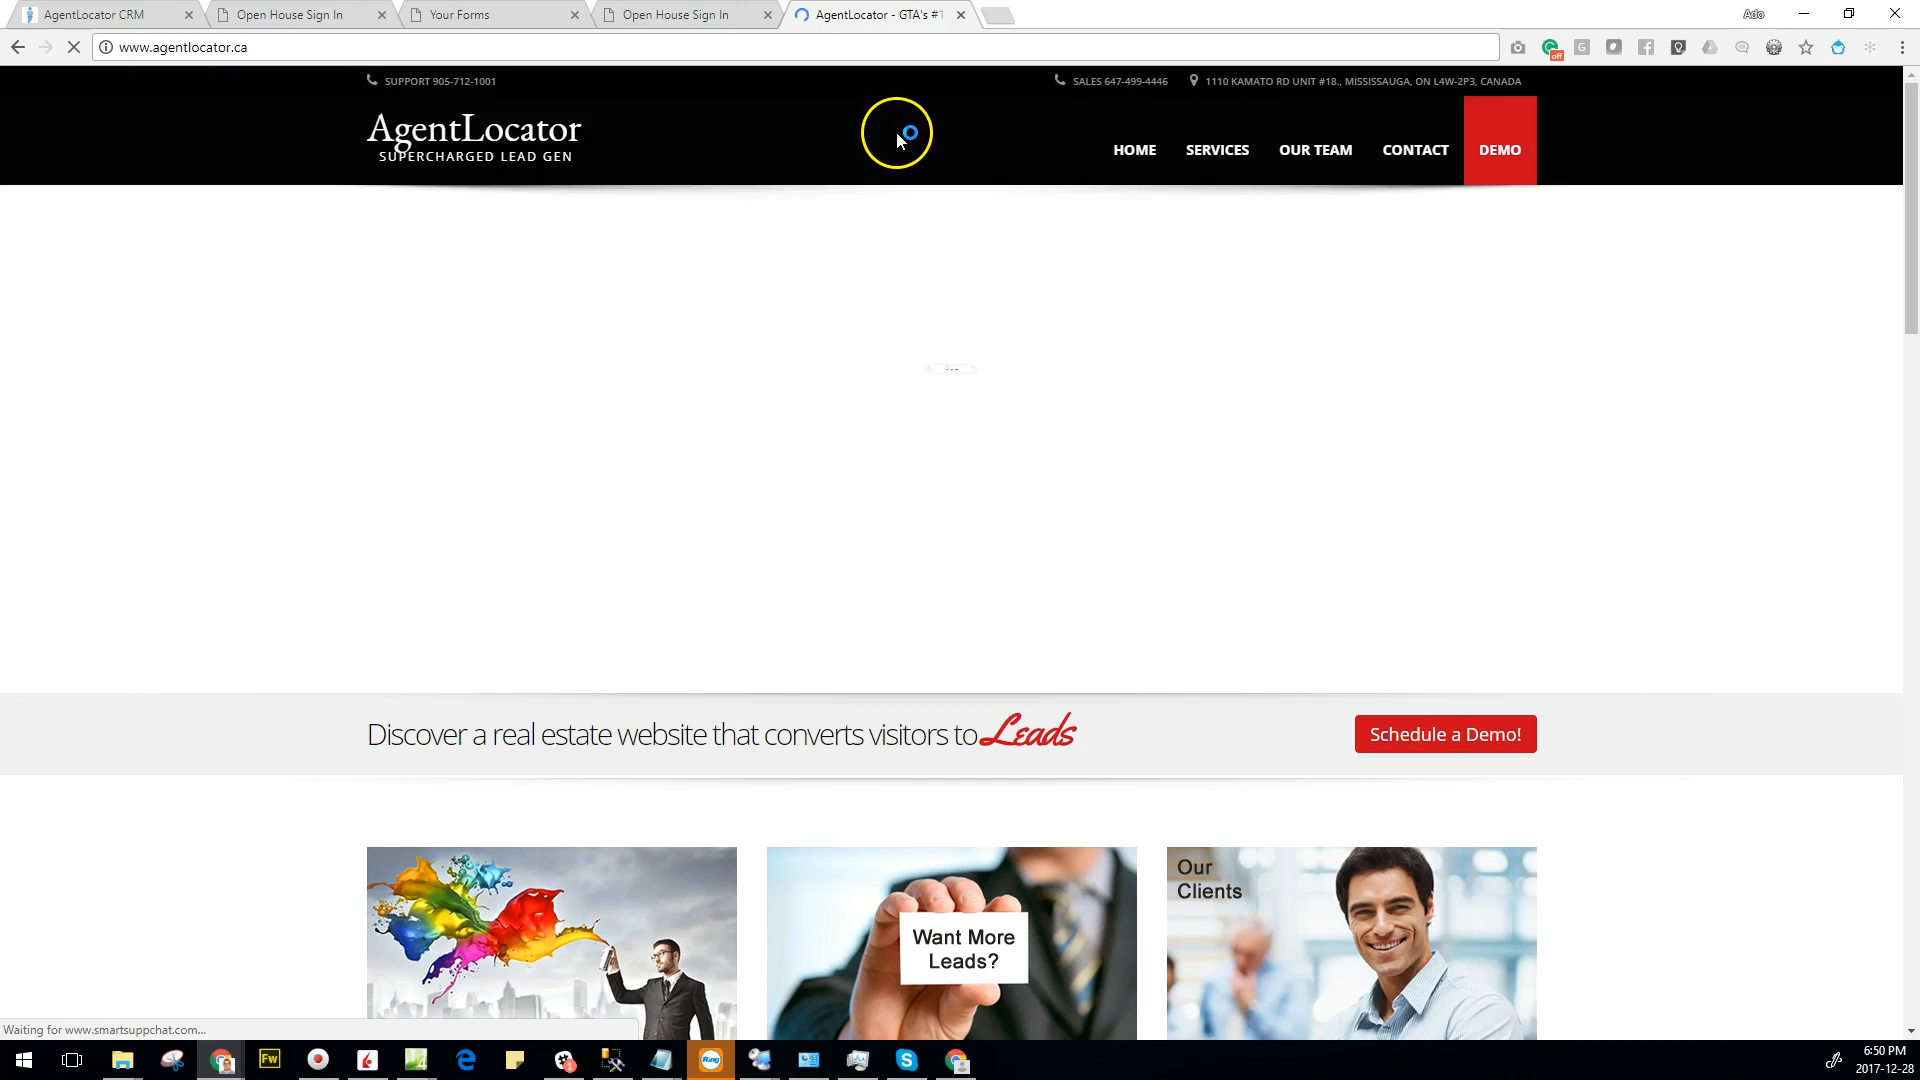 AgentLocator CRM
Open House Sign In
Your Forms
Open House Sign In
AgentLocator - GTA's #1
Ado
www.agentlocator.ca
off
SUPPORT 905-712-1001
SALES 647-499-4446
1110 KAMATO RD UNIT #18., MISSISSAUGA, ON L4W-2P3, CANADA
AgentLocator
SUPERCHARGED LEAD GEN
HOME
SERVICES
OUR TEAM
CONTACT
DEMO
Discover a real estate website that converts visitors to Leads
Schedule a Demo!
Want More
Leads?
Our
Clients
Waiting for www.smartsuppchat.com...
Fw
Ring
6:50 PM
2017-12-28